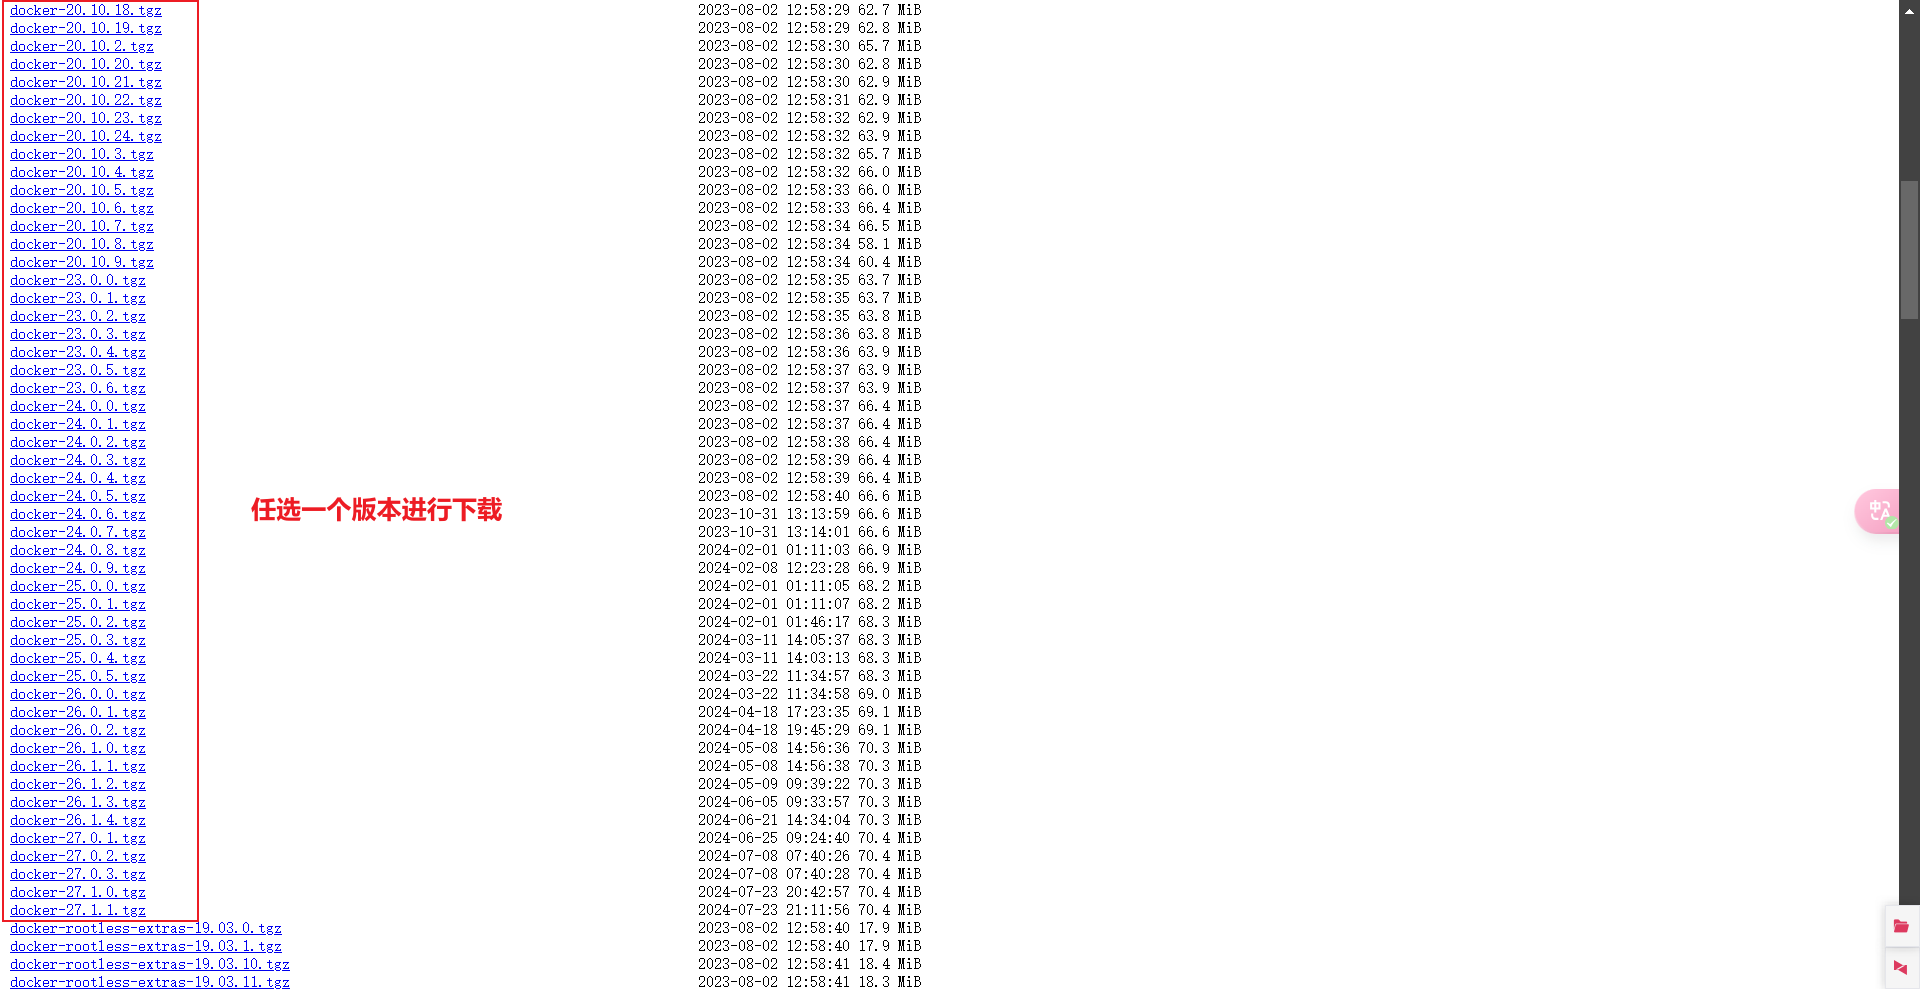 docker-20.10.18.tgz 2023-08-02 12:58:29 62.7 MiB
docker-20.10.19.tgz 2023-08-02 12:58:29 62.8 MiB
docker-20.10.2.tgz 2023-08-02 12:58:30 65.7 MiB
docker-20.10.20.tgz 2023-08-02 12:58:30 62.8 MiB
docker-20.10.21.tgz 2023-08-02 12:58:30 62.9 MiB
docker-20.10.22.tgz 2023-08-02 12:58:31 62.9 MiB
docker-20.10.23.tgz 2023-08-02 12:58:32 62.9 MiB
docker-20.10.24.tgz 2023-08-02 12:58:32 63.9 MiB
docker-20.10.3.tgz 2023-08-02 12:58:32 65.7 MiB
docker-20.10.4.tgz 2023-08-02 12:58:32 66.0 MiB
docker-20.10.5.tgz 2023-08-02 12:58:33 66.0 MiB
docker-20.10.6.tgz 2023-08-02 12:58:33 66.4 MiB
docker-20.10.7.tgz 2023-08-02 12:58:34 66.5 MiB
docker-20.10.8.tgz 2023-08-02 12:58:34 58.1 MiB
docker-20.10.9.tgz 2023-08-02 12:58:34 60.4 MiB
docker-23.0.0.tgz 2023-08-02 12:58:35 63.7 MiB
docker-23.0.1.tgz 2023-08-02 12:58:35 63.7 MiB
docker-23.0.2.tgz 2023-08-02 12:58:35 63.8 MiB
docker-23.0.3.tgz 2023-08-02 12:58:36 63.8 MiB
docker-23.0.4.tgz 2023-08-02 12:58:36 63.9 MiB
docker-23.0.5.tgz 2023-08-02 12:58:37 63.9 MiB
docker-23.0.6.tgz 2023-08-02 12:58:37 63.9 MiB
docker-24.0.0.tgz 2023-08-02 12:58:37 66.4 MiB
docker-24.0.1.tgz 2023-08-02 12:58:37 66.4 MiB
docker-24.0.2.tgz 2023-08-02 12:58:38 66.4 MiB
docker-24.0.3.tgz 2023-08-02 12:58:39 66.4 MiB
docker-24.0.4.tgz 2023-08-02 12:58:39 66.4 MiB
docker-24.0.5.tgz 2023-08-02 12:58:40 66.6 MiB
任选一个版本进行下载
docker-24.0.6.tgz 2023-10-31 13:13:59 66.6 MiB
docker-24.0.7.tgz 2023-10-31 13:14:01 66.6 MiB
docker-24.0.8.tgz 2024-02-01 01:11:03 66.9 MiB
docker-24.0.9.tgz 2024-02-08 12:23:28 66.9 MiB
docker-25.0.0.tgz 2024-02-01 01:11:05 68.2 MiB
docker-25.0.1.tgz 2024-02-01 01:11:07 68.2 MiB
docker-25.0.2.tgz 2024-02-01 01:46:17 68.3 MiB
docker-25.0.3.tgz 2024-03-11 14:05:37 68.3 MiB
docker-25.0.4.tgz 2024-03-11 14:03:13 68.3 MiB
docker-25.0.5.tgz 2024-03-22 11:34:57 68.3 MiB
docker-26.0.0.tgz 2024-03-22 11:34:58 69.0 MiB
docker-26.0.1.tgz 2024-04-18 17:23:35 69.1 MiB
docker-26.0.2.tgz 2024-04-18 19:45:29 69.1 MiB
docker-26.1.0.tgz 2024-05-08 14:56:36 70.3 MiB
docker-26.1.1.tgz 2024-05-08 14:56:38 70.3 MiB
docker-26.1.2.tgz 2024-05-09 09:39:22 70.3 MiB
docker-26.1.3.tgz 2024-06-05 09:33:57 70.3 MiB
docker-26.1.4.tgz 2024-06-21 14:34:04 70.3 MiB
docker-27.0.1.tgz 2024-06-25 09:24:40 70.4 MiB
docker-27.0.2.tgz 2024-07-08 07:40:26 70.4 MiB
docker-27.0.3.tgz 2024-07-08 07:40:28 70.4 MiB
docker-27.1.0.tgz 2024-07-23 20:42:57 70.4 MiB
docker-27.1.1.tgz 2024-07-23 21:11:56 70.4 MiB
docker-rootless-extras-19.03.0.tgz 2023-08-02 12:58:40 17.9 MiB
docker-rootless-extras-19.03.1.tgz 2023-08-02 12:58:40 17.9 MiB
docker-rootless-extras-19.03.10.tgz 2023-08-02 12:58:41 18.4 MiB
docker-rootless-extras-19.03.11.tgz 2023-08-02 12:58:41 18.3 MiB